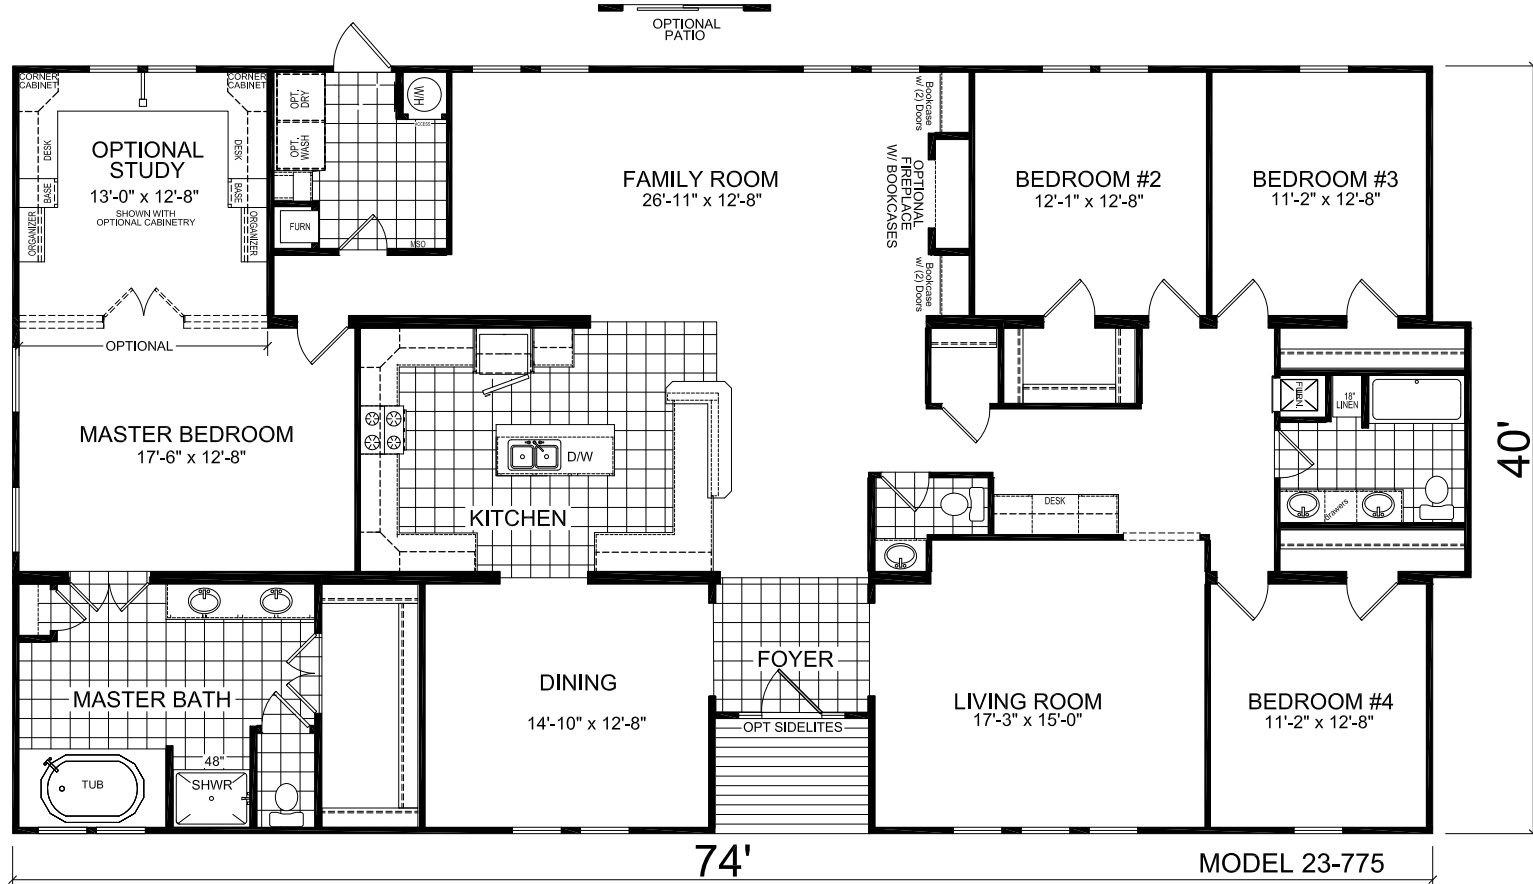 OPTIONAL
PATIO
CORNER
CABINET
CORNER
CABINET
DESK
DESK
BASE
BASE
ORGANIZER
ORGANIZER
OPTIONAL
STUDY
13'-0" x 12'-8"
SHOWN WITH
OPTIONAL CABINETRY
OPT.
DRY
OPT.
WASH
W/H
ACCESS
FURN
MSO
FAMILY ROOM
26'-11" x 12'-8"
Bookcase
w/ (2) Doors
OPTIONAL
FIREPLACE
W/ BOOKCASES
Bookcase
w/ (2) Doors
BEDROOM #2
12'-1" x 12'-8"
BEDROOM #3
11'-2" x 12'-8"
OPTIONAL
MASTER BEDROOM
17'-6" x 12'-8"
D/W
KITCHEN
DESK
FURN.
18"
LINEN
drawers
40'
MASTER BATH
TUB
48"
SHWR
DINING
14'-10" x 12'-8"
FOYER
OPT SIDELITES
LIVING ROOM
17'-3" x 15'-0"
BEDROOM #4
11'-2" x 12'-8"
74'
MODEL 23-775